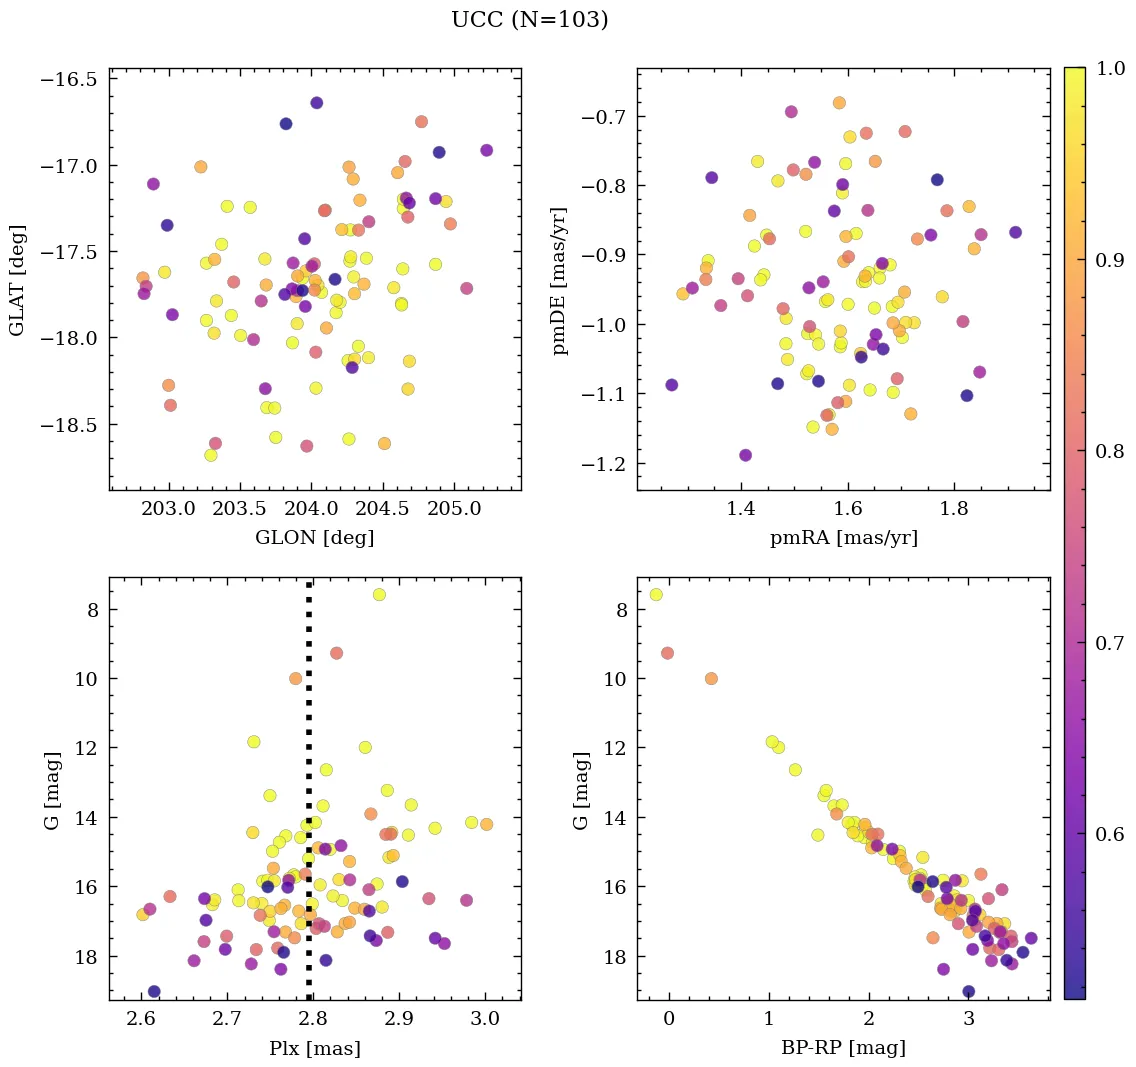 UCC (N=103)
−16.5
−17.0
−17.5
−18.0
−18.5
GLAT [deg]
203.0 203.5 204.0 204.5 205.0
GLON [deg]
−0.7
−0.8
−0.9
−1.0
−1.1
−1.2
pmDE [mas/yr]
1.4 1.6 1.8
pmRA [mas/yr]
1.0
0.9
0.8
0.7
0.6
8
10
12
14
16
18
G [mag]
2.6 2.7 2.8 2.9 3.0
Plx [mas]
8
10
12
14
16
18
G [mag]
0 1 2 3
BP-RP [mag]